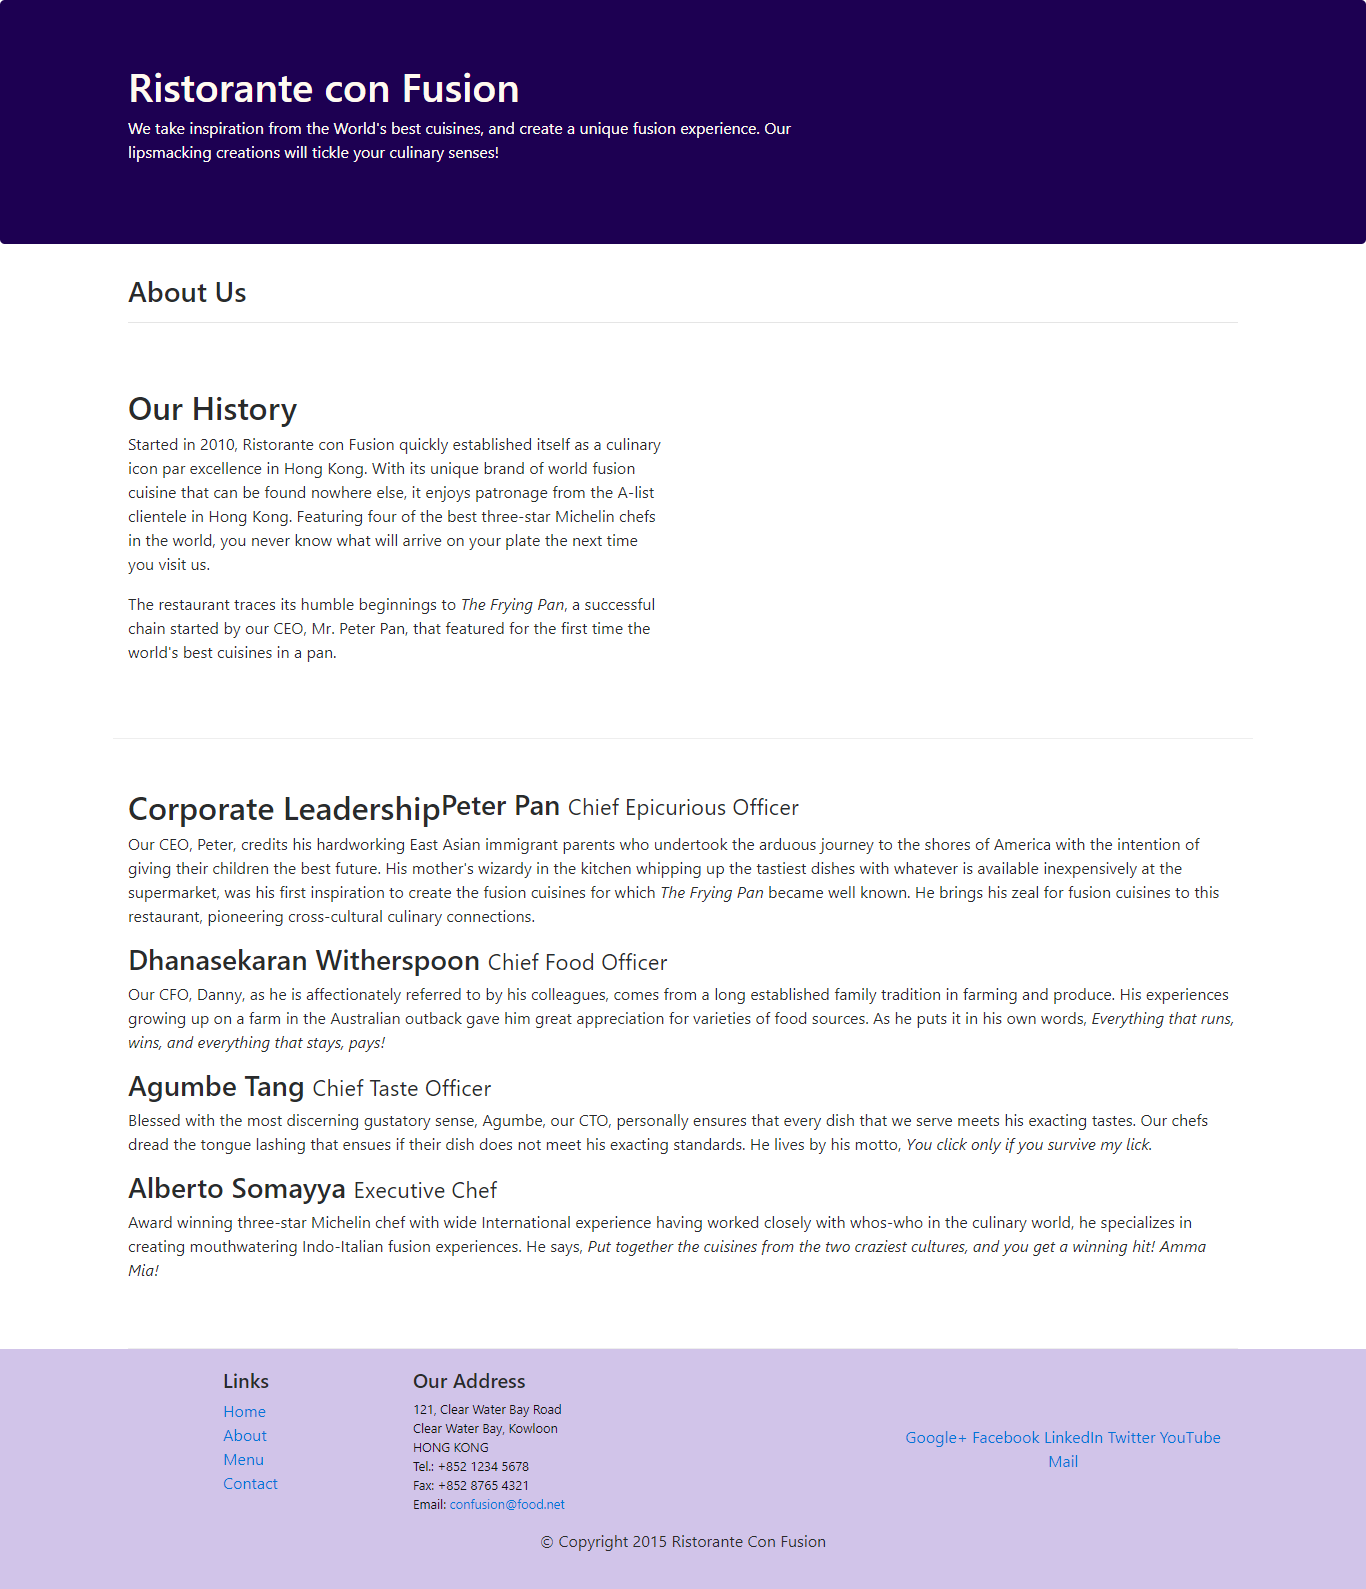 Ristorante con Fusion
We take inspiration from the World's best cuisines, and create a unique fusion experience. Our
lipsmacking creations will tickle your culinary senses!
About Us
Our History
Started in 2010, Ristorante con Fusion quickly established itself as a culinary
icon par excellence in Hong Kong. With its unique brand of world fusion
cuisine that can be found nowhere else, it enjoys patronage from the A-list
clientele in Hong Kong. Featuring four of the best three-star Michelin chefs
in the world, you never know what will arrive on your plate the next time
you visit us.
The restaurant traces its humble beginnings to The Frying Pan, a successful
chain started by our CEO, Mr. Peter Pan, that featured for the first time the
world's best cuisines in a pan.
Corporate Leadership Peter Pan Chief Epicurious Officer
Our CEO, Peter, credits his hardworking East Asian immigrant parents who undertook the arduous journey to the shores of America with the intention of
giving their children the best future. His mother's wizardy in the kitchen whipping up the tastiest dishes with whatever is available inexpensively at the
supermarket, was his first inspiration to create the fusion cuisines for which The Frying Pan became well known. He brings his zeal for fusion cuisines to this
restaurant, pioneering cross-cultural culinary connections.
Dhanasekaran Witherspoon Chief Food Officer
Our CFO, Danny, as he is affectionately referred to by his colleagues, comes from a long established family tradition in farming and produce. His experiences
growing up on a farm in the Australian outback gave him great appreciation for varieties of food sources. As he puts it in his own words, Everything that runs,
wins, and everything that stays, pays!
Agumbe Tang Chief Taste Officer
Blessed with the most discerning gustatory sense, Agumbe, our CTO, personally ensures that every dish that we serve meets his exacting tastes. Our chefs
dread the tongue lashing that ensues if their dish does not meet his exacting standards. He lives by his motto, You click only if you survive my lick.
Alberto Somayya Executive Chef
Award winning three-star Michelin chef with wide International experience having worked closely with whos-who in the culinary world, he specializes in
creating mouthwatering Indo-Italian fusion experiences. He says, Put together the cuisines from the two craziest cultures, and you get a winning hit! Amma
Mia!
Links
Home
About
Menu
Contact
Our Address
121, Clear Water Bay Road
Clear Water Bay, Kowloon
HONG KONG
Tel.: +852 1234 5678
Fax: +852 8765 4321
Email: confusion@food.net
Google+ Facebook LinkedIn Twitter YouTube
Mail
© Copyright 2015 Ristorante Con Fusion